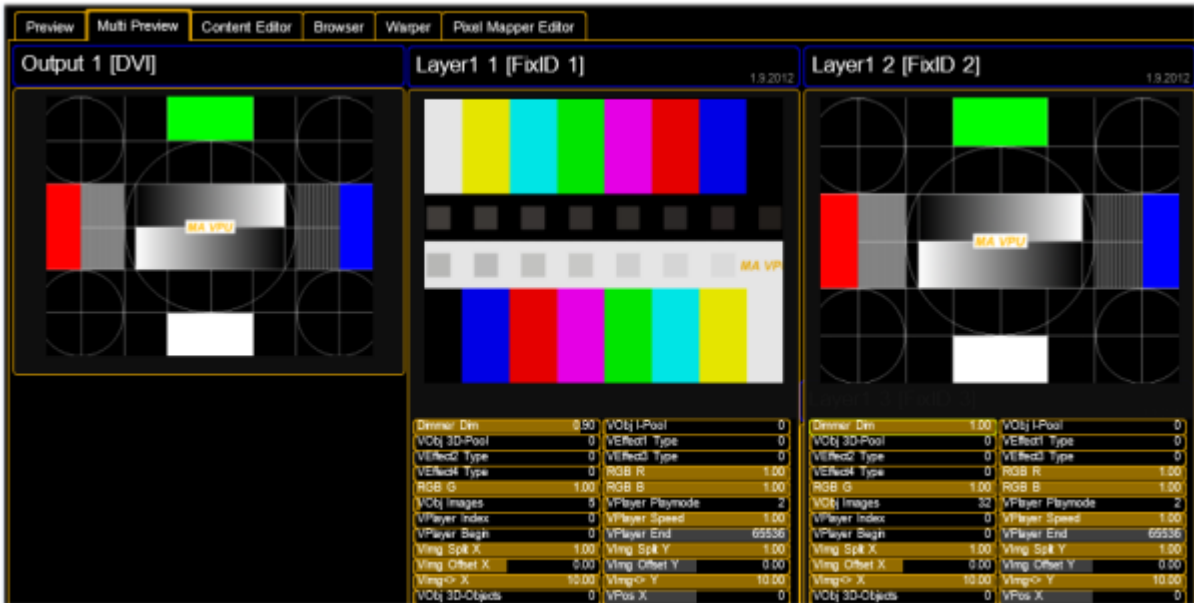 Preview Multi Preview Content Editor Browser Warper Pixel Mapper Editor
Output 1 [DVI]
MA VPU
Layer1 1 [FixID 1]
1.9.2012
MA VP
Dimmer Dim 0.90 VObj I-Pool 0
VObj 3D-Pool 0 VEffect1 Type 0
VEffect2 Type 0 VEffect3 Type 0
VEffect4 Type 0 RGB R 1.00
RGB G 1.00 RGB B 1.00
VObj Images 5 VPlayer Playmode 2
VPlayer Index 0 VPlayer Speed 1.00
VPlayer Begin 0 VPlayer End 65536
VImg Split X 1.00 VImg Split Y 1.00
VImg Offset X 0.00 VImg Offset Y 0.00
VImg<> X 10.00 VImg<> Y 10.00
VObj 3D-Objects 0 VPos X 0
Layer1 2 [FixID 2]
1.9.2012
MA VPU
Layer1 3 [FixID 3]
Dimmer Dim 1.00 VObj I-Pool 0
VObj 3D-Pool 0 VEffect1 Type 0
VEffect2 Type 0 VEffect3 Type 0
VEffect4 Type 0 RGB R 1.00
RGB G 1.00 RGB B 1.00
VObj Images 32 VPlayer Playmode 2
VPlayer Index 0 VPlayer Speed 1.00
VPlayer Begin 0 VPlayer End 65536
VImg Split X 1.00 VImg Split Y 1.00
VImg Offset X 0.00 VImg Offset Y 0.00
VImg<> X 10.00 VImg<> Y 10.00
VObj 3D-Objects 0 VPos X 0